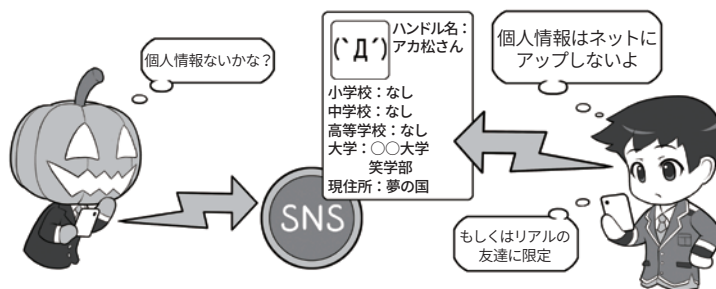 個人情報ないかな?
(`Д´)
ハンドル名：
アカ松さん
小学校：なし
中学校：なし
高等学校：なし
大学：○○大学
笑学部
現住所：夢の国
個人情報はネットに
アップしないよ
SNS
もしくはリアルの
友達に限定